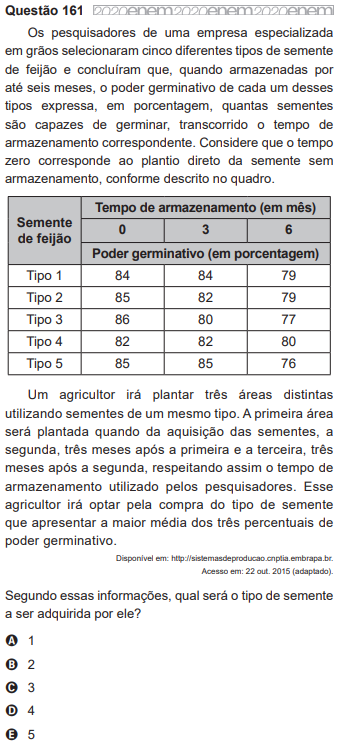 Questão 161 2020enem2020enem2020enem
Os pesquisadores de uma empresa especializada
em grãos selecionaram cinco diferentes tipos de semente
de feijão e concluíram que, quando armazenadas por
até seis meses, o poder germinativo de cada um desses
tipos expressa, em porcentagem, quantas sementes
são capazes de germinar, transcorrido o tempo de
armazenamento correspondente. Considere que o tempo
zero corresponde ao plantio direto da semente sem
armazenamento, conforme descrito no quadro.
Semente de feijão Tempo de armazenamento (em mês)
0 3 6
Poder germinativo (em porcentagem)
Tipo 1 84 84 79
Tipo 2 85 82 79
Tipo 3 86 80 77
Tipo 4 82 82 80
Tipo 5 85 85 76
Um agricultor irá plantar três áreas distintas
utilizando sementes de um mesmo tipo. A primeira área
será plantada quando da aquisição das sementes, a
segunda, três meses após a primeira e a terceira, três
meses após a segunda, respeitando assim o tempo de
armazenamento utilizado pelos pesquisadores. Esse
agricultor irá optar pela compra do tipo de semente
que apresentar a maior média dos três percentuais de
poder germinativo.
Disponível em: http://sistemasdeproducao.cnptia.embrapa.br.
Acesso em: 22 out. 2015 (adaptado).
Segundo essas informações, qual será o tipo de semente
a ser adquirida por ele?
A 1
B 2
C 3
D 4
E 5